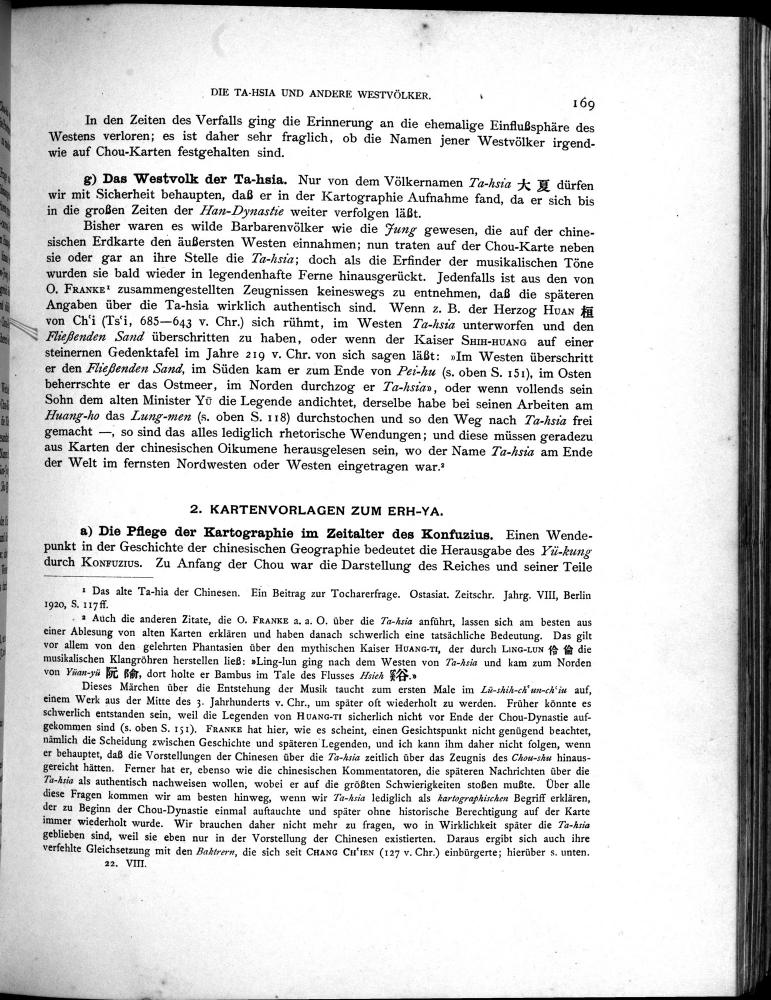 DIE TA-HSIA UND ANDERE WESTVÖLKER.
169
In den Zeiten des Verfalls ging die Erinnerung an die ehemalige Einflußsphäre des
Westens verloren; es ist daher sehr fraglich, ob die Namen jener Westvölker irgend-
wie auf Chou-Karten festgehalten sind.
g) Das Westvolk der Ta-hsia. Nur von dem Völkernamen Ta-hsia 大 夏 dürfen
wir mit Sicherheit behaupten, daß er in der Kartographie Aufnahme fand, da er sich bis
in die großen Zeiten der Han-Dynastie weiter verfolgen läßt.
Bisher waren es wilde Barbarenvölker wie die Jung gewesen, die auf der chine-
sischen Erdkarte den äußersten Westen einnahmen; nun traten auf der Chou-Karte neben
sie oder gar an ihre Stelle die Ta-hsia; doch als die Erfinder der musikalischen Töne
wurden sie bald wieder in legendenhafte Ferne hinausgerückt. Jedenfalls ist aus den von
O. FRANKE¹ zusammengestellten Zeugnissen keineswegs zu entnehmen, daß die späteren
Angaben über die Ta-hsia wirklich authentisch sind. Wenn z. B. der Herzog HUAN 桓
von Chʻi (Tsʻi, 685—643 v. Chr.) sich rühmt, im Westen Ta-hsia unterworfen und den
Fließenden Sand überschritten zu haben, oder wenn der Kaiser SHIH-HUANG auf einer
steinernen Gedenktafel im Jahre 219 v. Chr. von sich sagen läßt: »Im Westen überschritt
er den Fließenden Sand, im Süden kam er zum Ende von Pei-hu (s. oben S. 151), im Osten
beherrschte er das Ostmeer, im Norden durchzog er Ta-hsia», oder wenn vollends sein
Sohn dem alten Minister YÜ die Legende andichtet, derselbe habe bei seinen Arbeiten am
Huang-ho das Lung-men (s. oben S. 118) durchstochen und so den Weg nach Ta-hsia frei
gemacht —, so sind das alles lediglich rhetorische Wendungen; und diese müssen geradezu
aus Karten der chinesischen Oikumene herausgelesen sein, wo der Name Ta-hsia am Ende
der Welt im fernsten Nordwesten oder Westen eingetragen war.²
2. KARTENVORLAGEN ZUM ERH-YA.
a) Die Pflege der Kartographie im Zeitalter des Konfuzius. Einen Wende-
punkt in der Geschichte der chinesischen Geographie bedeutet die Herausgabe des Yü-kung
durch KONFUZIUS. Zu Anfang der Chou war die Darstellung des Reiches und seiner Teile
¹ Das alte Ta-hia der Chinesen. Ein Beitrag zur Tocharerfrage. Ostasiat. Zeitschr. Jahrg. VIII, Berlin
1920, S. 117 ff.
² Auch die anderen Zitate, die O. FRANKE a. a. O. über die Ta-hsia anführt, lassen sich am besten aus
einer Ablesung von alten Karten erklären und haben danach schwerlich eine tatsächliche Bedeutung. Das gilt
vor allem von den gelehrten Phantasien über den mythischen Kaiser HUANG-TI, der durch LING-LUN 伶 倫 die
musikalischen Klangröhren herstellen ließ: »Ling-lun ging nach dem Westen von Ta-hsia und kam zum Norden
von Yüan-yü 阮 隃, dort holte er Bambus im Tale des Flusses Hsieh 谿谷.»
Dieses Märchen über die Entstehung der Musik taucht zum ersten Male im Lü-shih-chʻun-chʻiu auf,
einem Werk aus der Mitte des 3. Jahrhunderts v. Chr., um später oft wiederholt zu werden. Früher könnte es
schwerlich entstanden sein, weil die Legenden von HUANG-TI sicherlich nicht vor Ende der Chou-Dynastie auf-
gekommen sind (s. oben S. 151). FRANKE hat hier, wie es scheint, einen Gesichtspunkt nicht genügend beachtet,
nämlich die Scheidung zwischen Geschichte und späteren Legenden, und ich kann ihm daher nicht folgen, wenn
er behauptet, daß die Vorstellungen der Chinesen über die Ta-hsia zeitlich über das Zeugnis des Chou-shu hinaus-
gereicht hätten. Ferner hat er, ebenso wie die chinesischen Kommentatoren, die späteren Nachrichten über die
Ta-hsia als authentisch nachweisen wollen, wobei er auf die größten Schwierigkeiten stoßen mußte. Über alle
diese Fragen kommen wir am besten hinweg, wenn wir Ta-hsia lediglich als kartographischen Begriff erklären,
der zu Beginn der Chou-Dynastie einmal auftauchte und später ohne historische Berechtigung auf der Karte
immer wiederholt wurde. Wir brauchen daher nicht mehr zu fragen, wo in Wirklichkeit später die Ta-hsia
geblieben sind, weil sie eben nur in der Vorstellung der Chinesen existierten. Daraus ergibt sich auch ihre
verfehlte Gleichsetzung mit den Baktrern, die sich seit CHANG CHʻIEN (127 v. Chr.) einbürgerte; hierüber s. unten.
22. VIII.